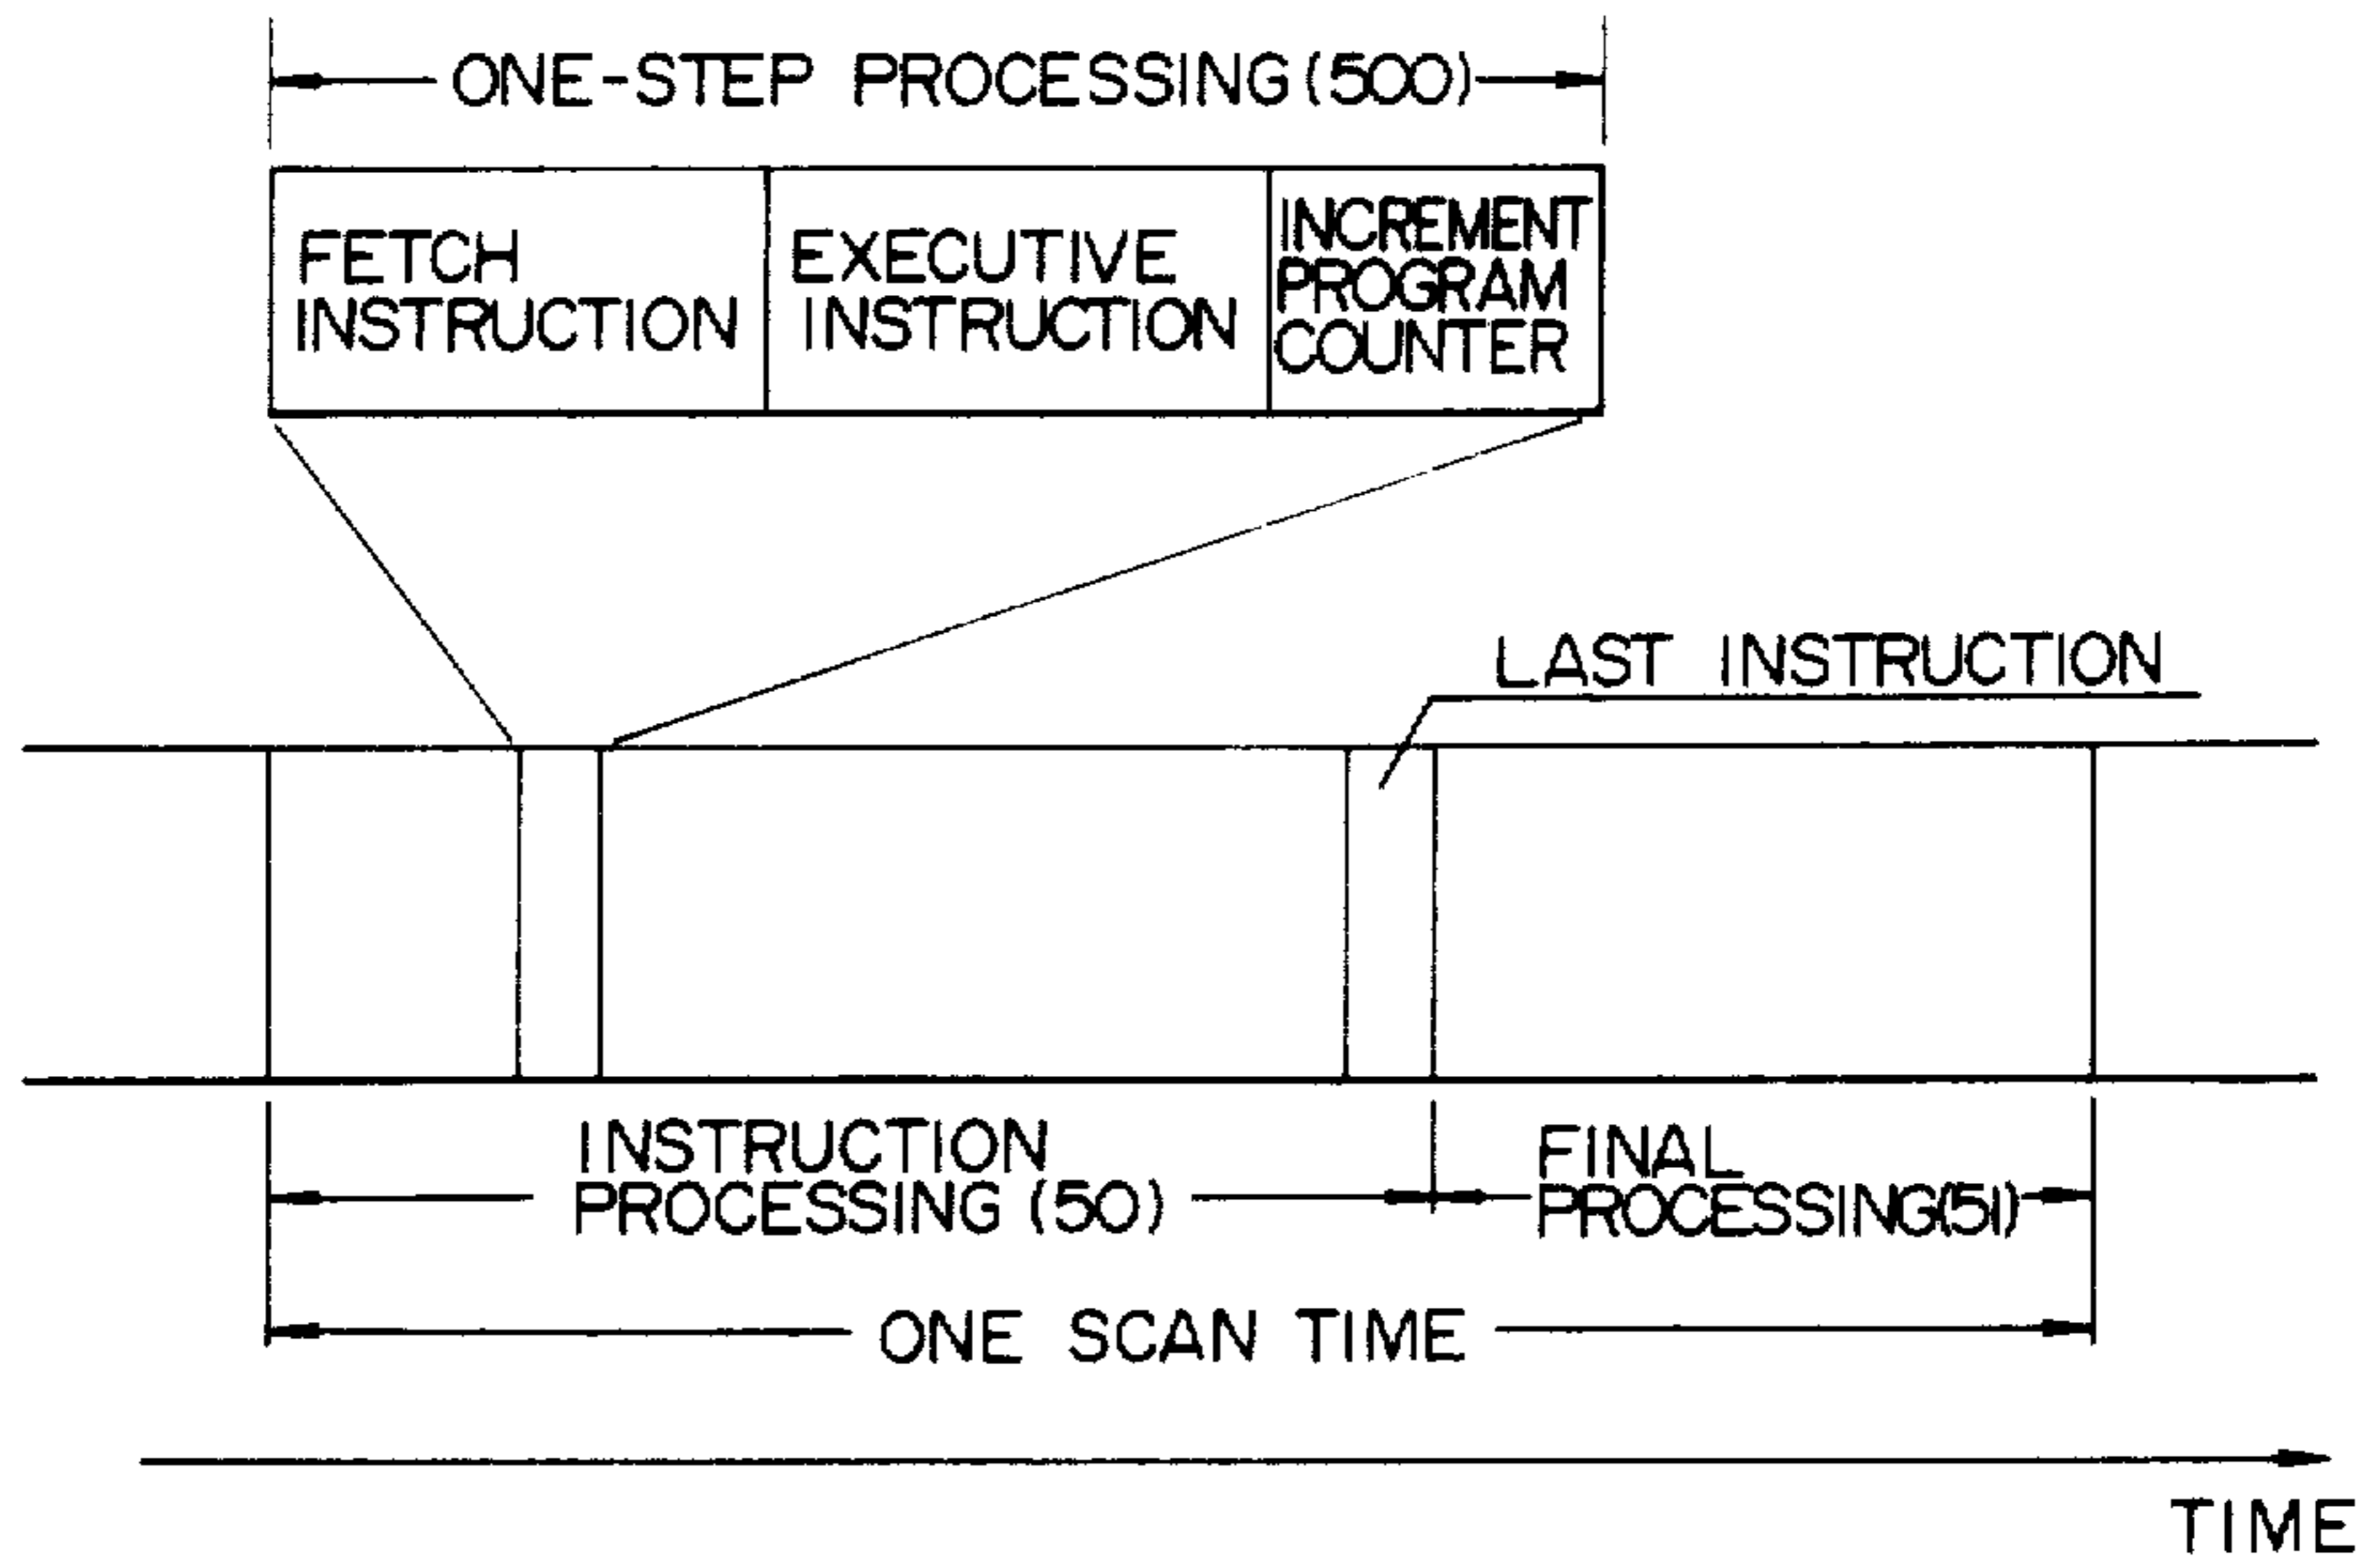 ONE-STEP PROCESSING (500)
FETCH
INSTRUCTION
EXECUTIVE
INSTRUCTION
INCREMENT
PROGRAM
COUNTER
LAST INSTRUCTION
INSTRUCTION
PROCESSING (50)
FINAL
PROCESSING(51)
ONE SCAN TIME
TIME